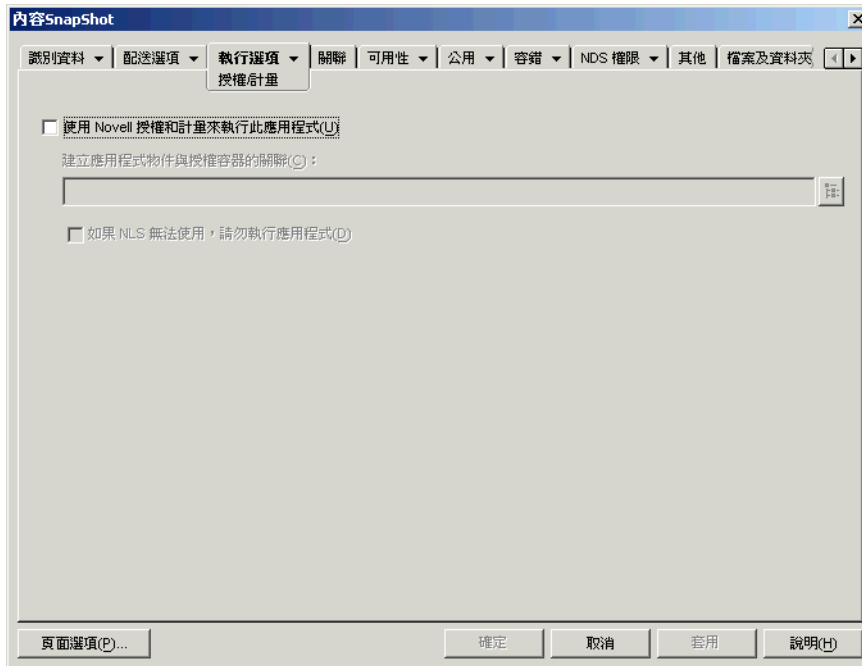 內容SnapShot
識別資料 配送選項 執行選項 關聯 可用性 公用 容錯 NDS 權限 其他 檔案及資料夾
授權/計量
使用 Novell 授權和計量來執行此應用程式(U)
建立應用程式物件與授權容器的關聯(C)：
如果 NLS 無法使用，請勿執行應用程式(D)
頁面選項(P)... 確定 取消 套用 說明(H)